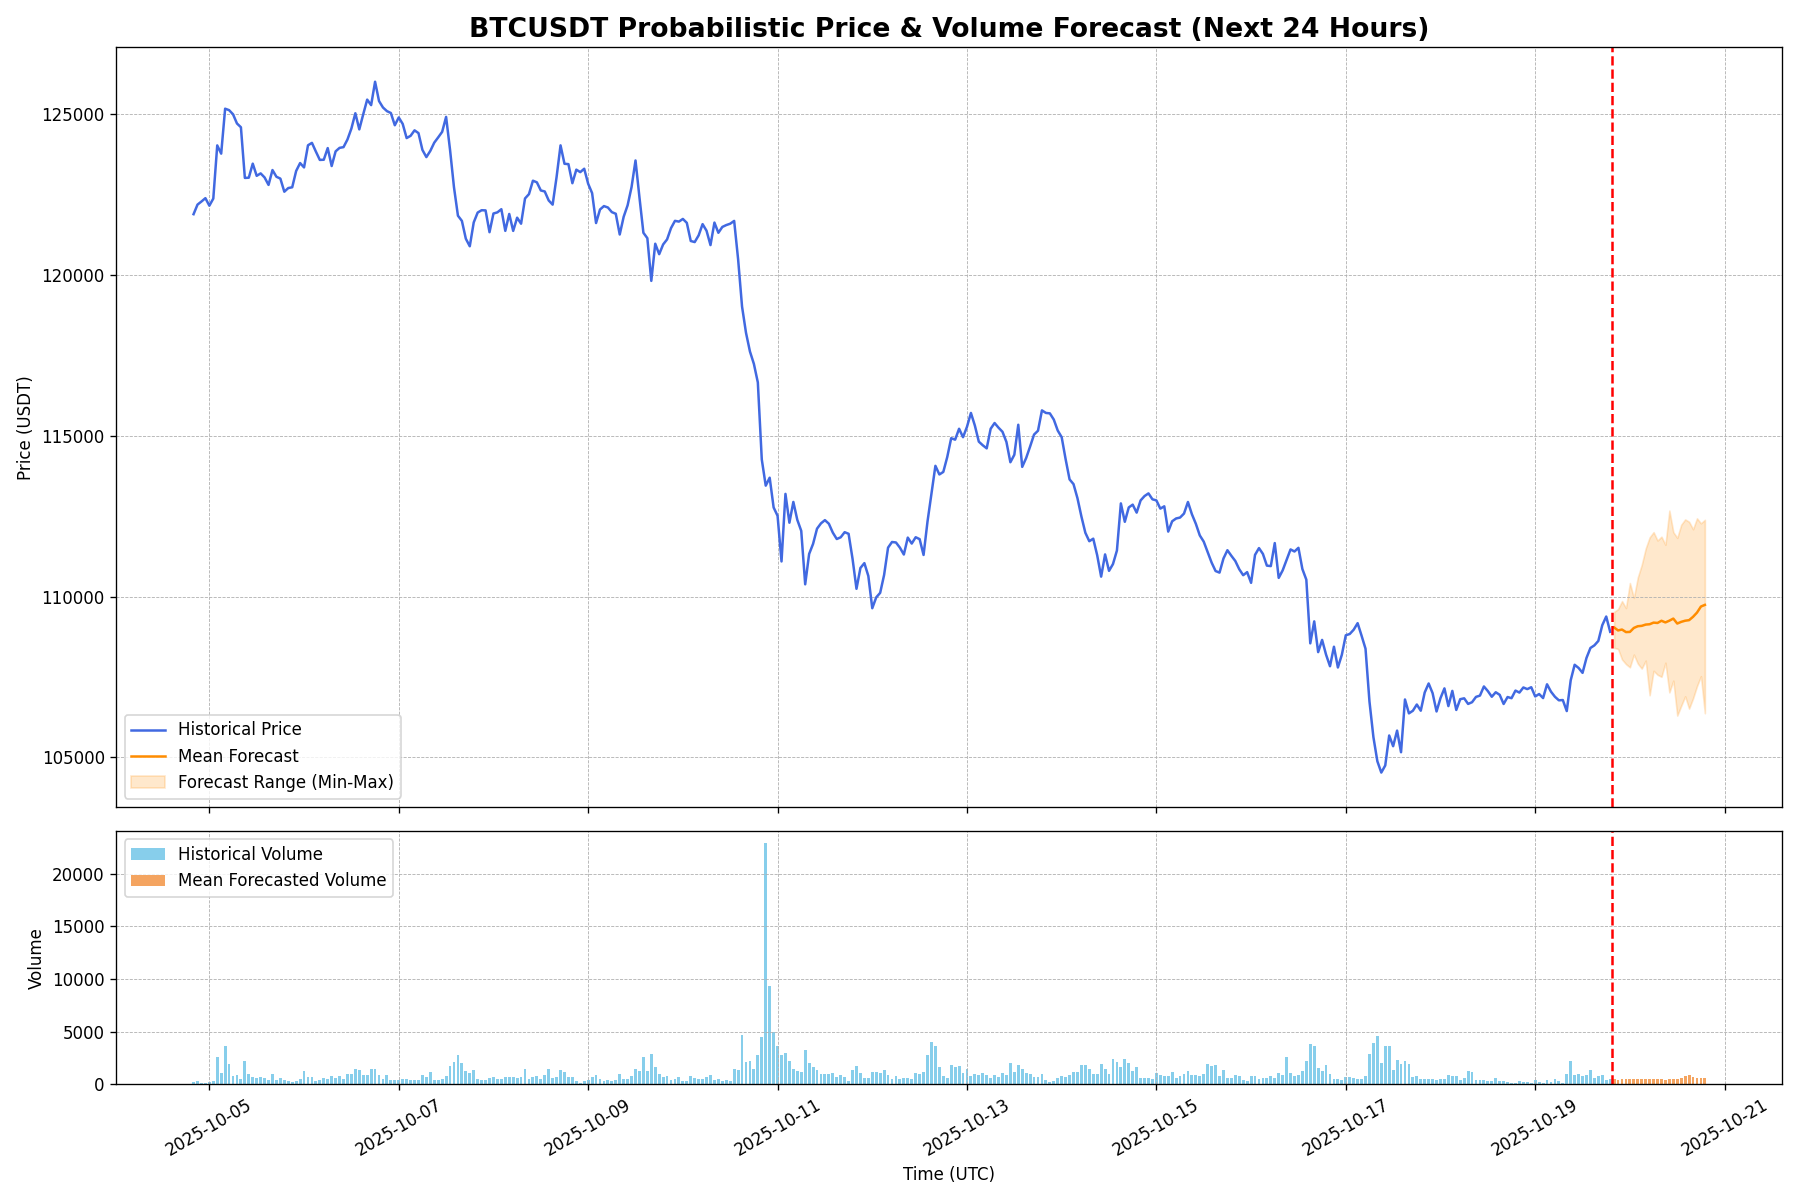 BTCUSDT Probabilistic Price & Volume Forecast (Next 24 Hours)
Price (USDT)
125000
120000
115000
110000
105000
Historical Price
Mean Forecast
Forecast Range (Min-Max)
Volume
20000
15000
10000
5000
0
Historical Volume
Mean Forecasted Volume
2025-10-05
2025-10-07
2025-10-09
2025-10-11
2025-10-13
2025-10-15
2025-10-17
2025-10-19
2025-10-21
Time (UTC)